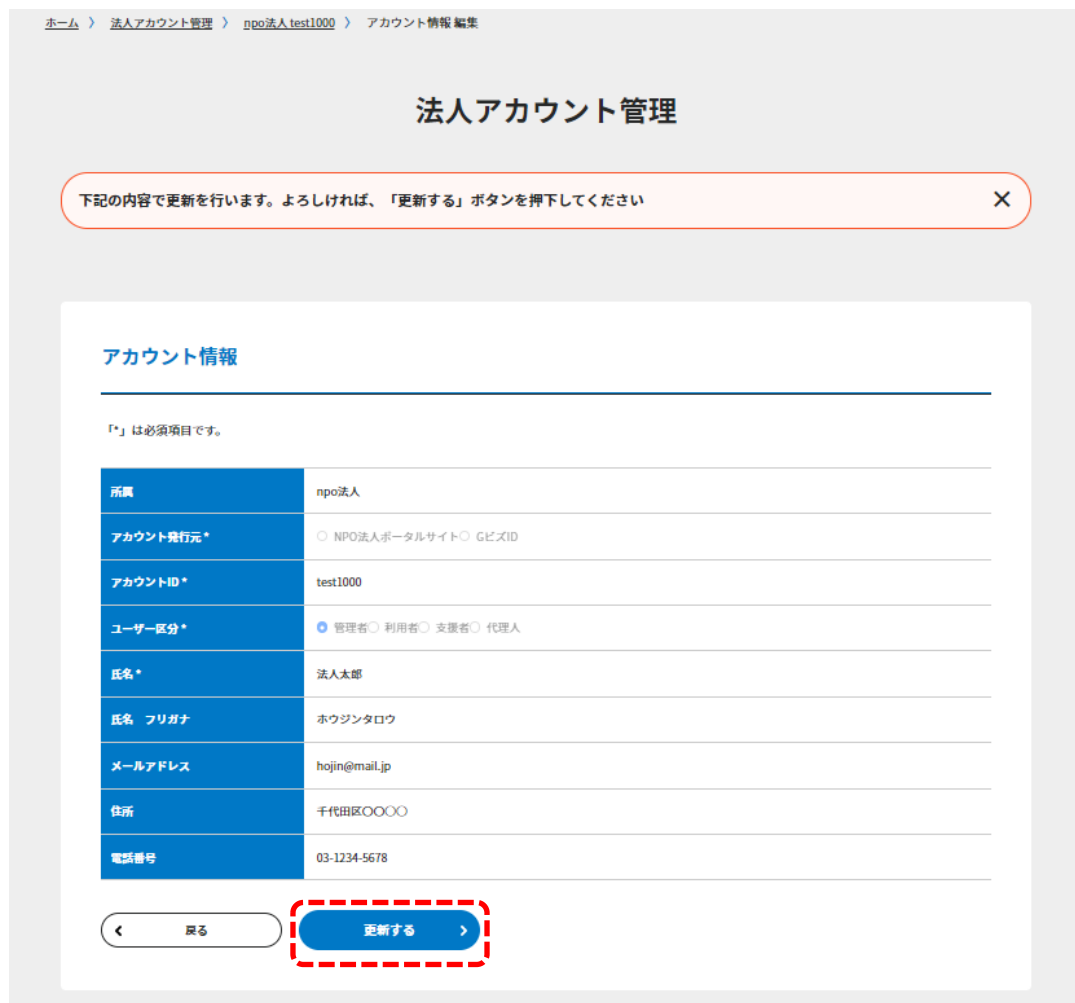 ホーム 〉 法人アカウント管理 〉 npo法人 test1000 〉 アカウント情報 編集
法人アカウント管理
下記の内容で更新を行います。よろしければ、「更新する」ボタンを押下してください
アカウント情報
「*」は必須項目です。
所属 npo法人
アカウント発行元 * NPO法人ポータルサイト GビズID
アカウントID * test1000
ユーザー区分 * 管理者 利用者 支援者 代理人
氏名 * 法人太郎
氏名 フリガナ ホウジンタロウ
メールアドレス hojin@mail.jp
住所 千代田区〇〇〇〇
電話番号 03-1234-5678
戻る 更新する